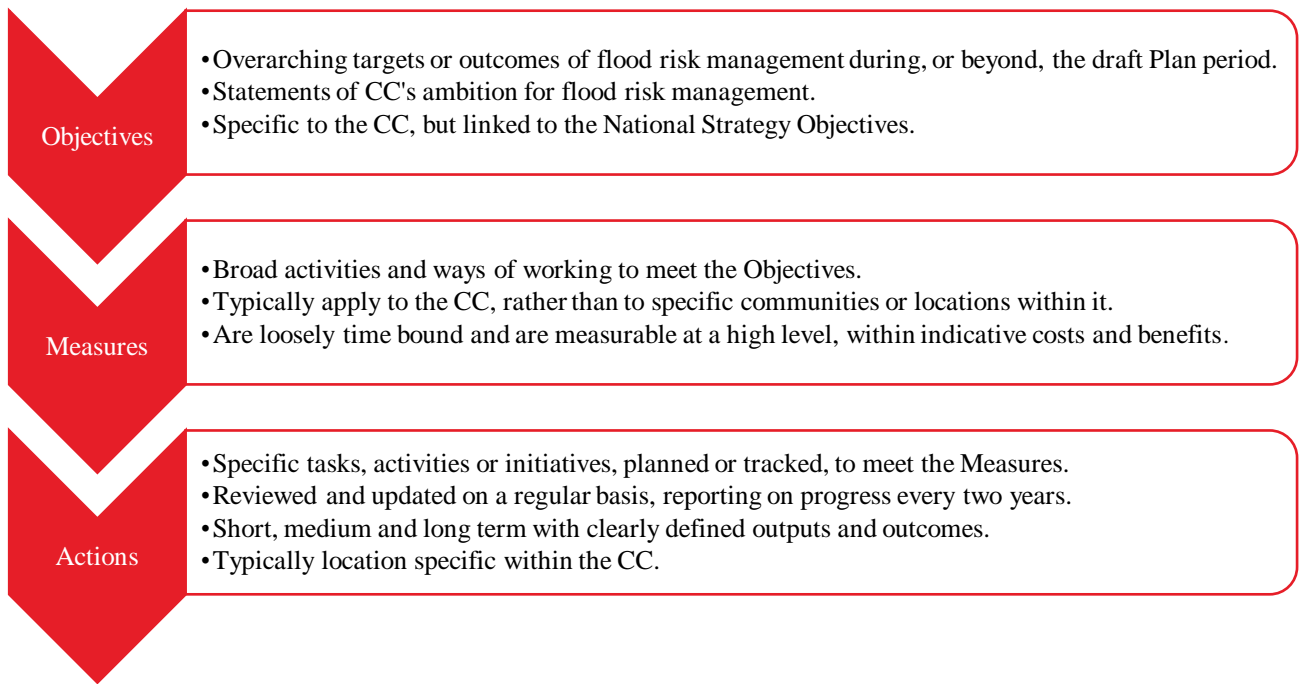 Objectives
•Overarching targets or outcomes of flood risk management during, or beyond, the draft Plan period.
•Statements of CC's ambition for flood risk management.
•Specific to the CC, but linked to the National Strategy Objectives.
Measures
•Broad activities and ways of working to meet the Objectives.
•Typically apply to the CC, rather than to specific communities or locations within it.
•Are loosely time bound and are measurable at a high level, within indicative costs and benefits.
Actions
•Specific tasks, activities or initiatives, planned or tracked, to meet the Measures.
•Reviewed and updated on a regular basis, reporting on progress every two years.
•Short, medium and long term with clearly defined outputs and outcomes.
•Typically location specific within the CC.